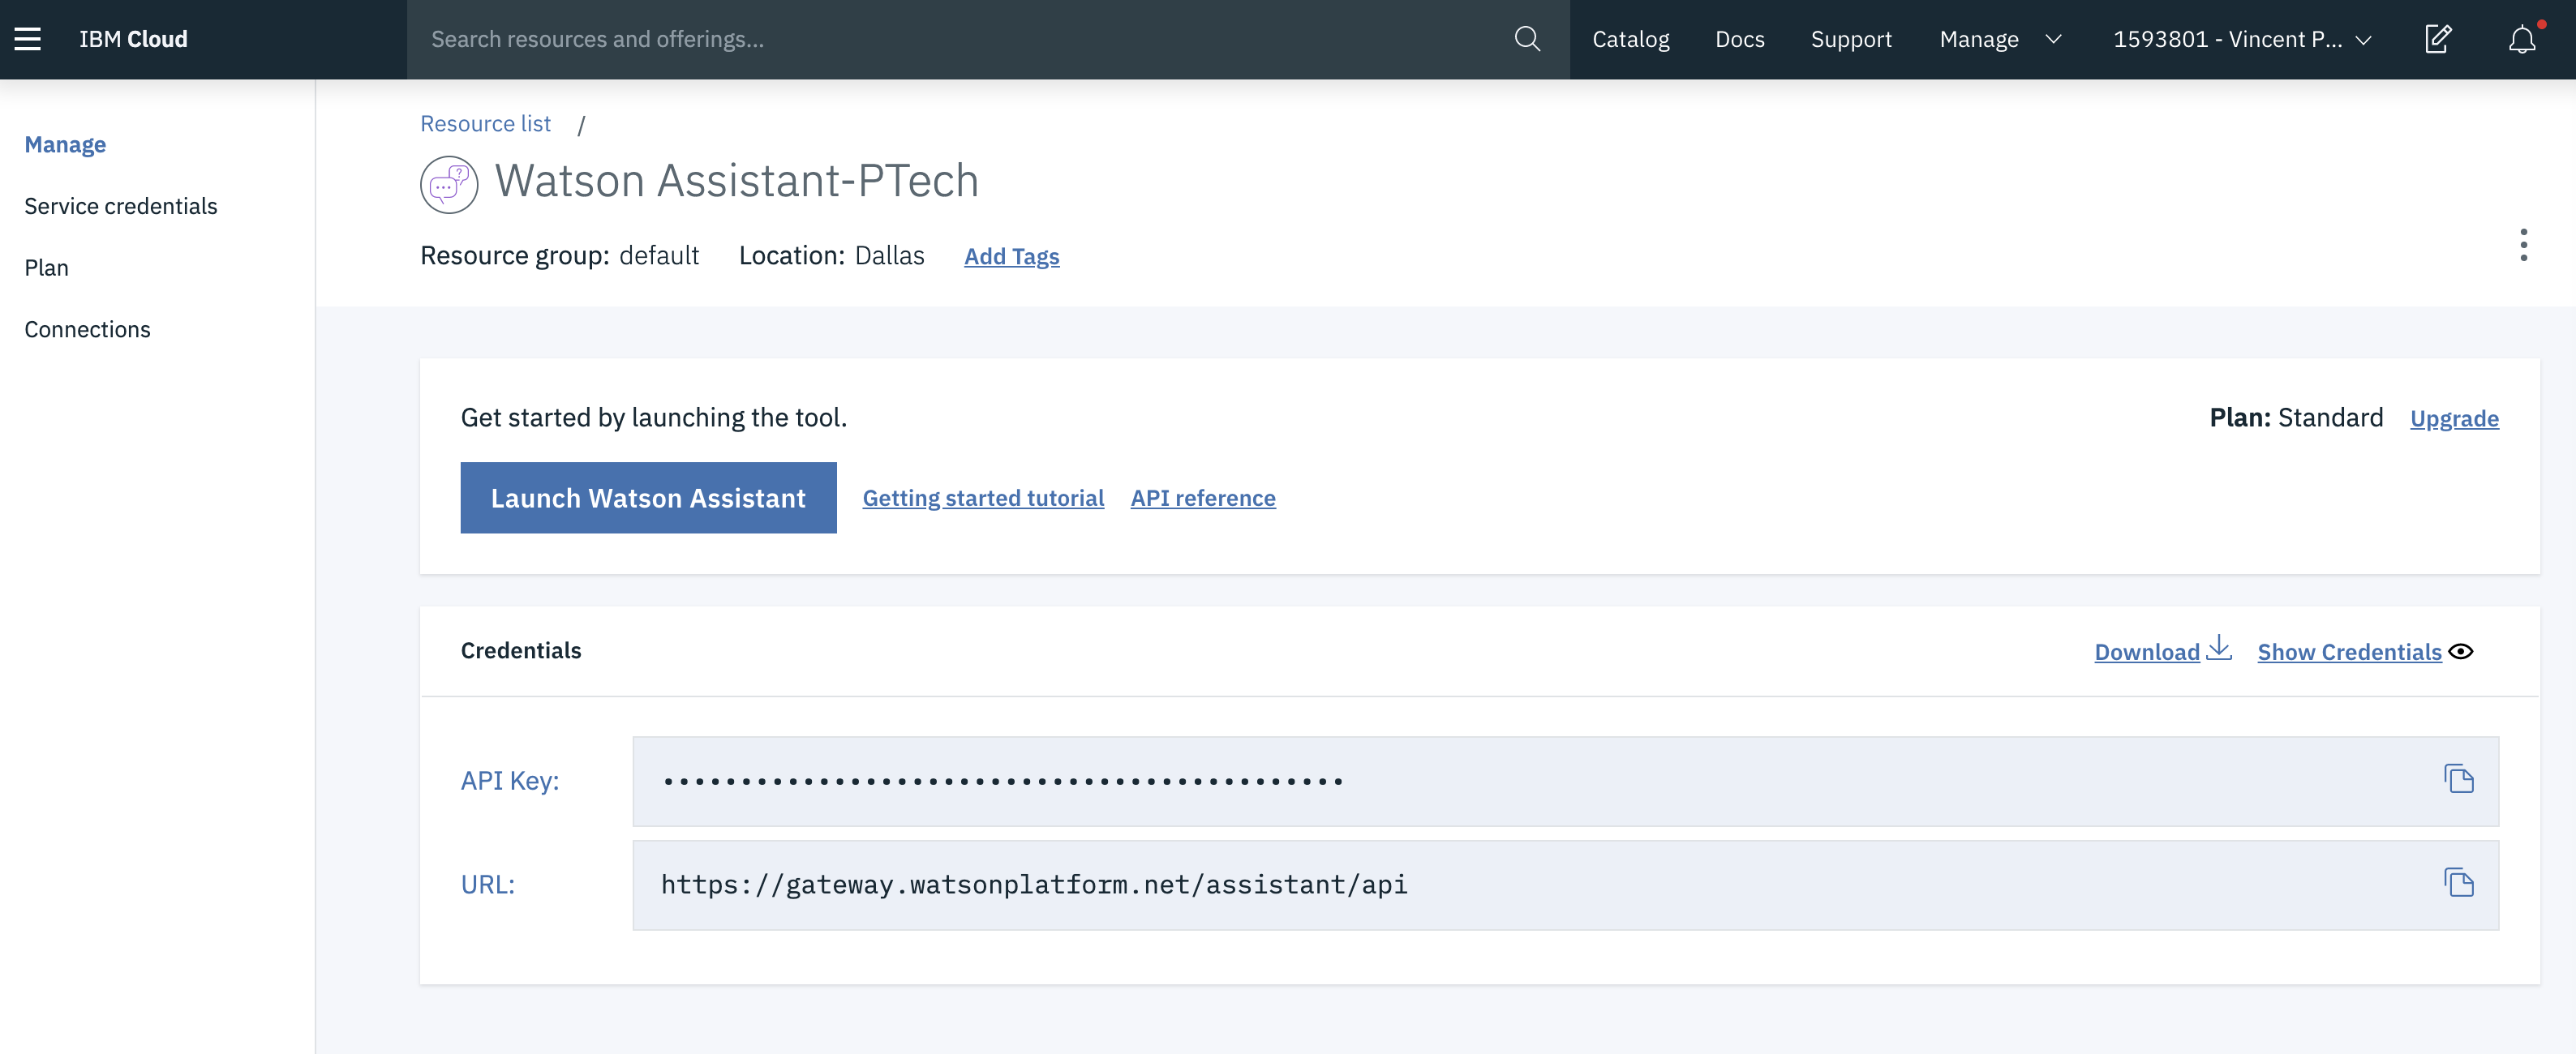 IBM Cloud
Search resources and offerings...
Catalog
Docs
Support
Manage
1593801 - Vincent P...
Manage
Service credentials
Plan
Connections
Resource list /
Watson Assistant-PTech
Resource group: default Location: Dallas Add Tags
Get started by launching the tool.
Plan: Standard Upgrade
Launch Watson Assistant
Getting started tutorial
API reference
Credentials
Download
Show Credentials
API Key: ••••••••••••••••••••••••••••••••••••••••••••
URL: https://gateway.watsonplatform.net/assistant/api